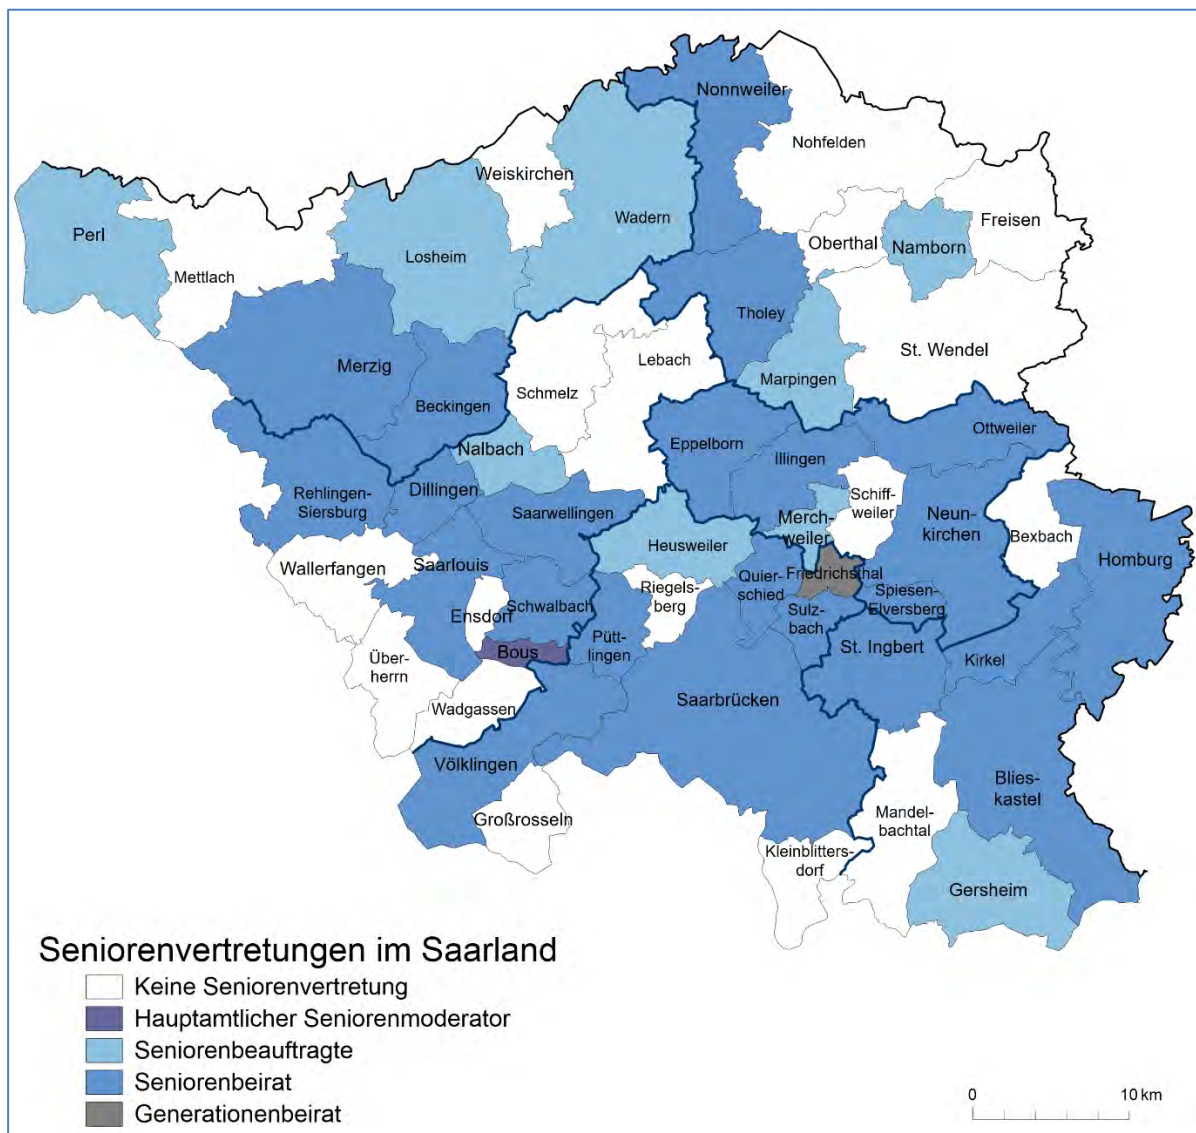 Nonnweiler
Nohfelden
Weiskirchen
Wadern
Freisen
Perl
Oberthal
Namborn
Losheim
Mettlach
Tholey
St. Wendel
Lebach
Merzig
Marpingen
Schmelz
Beckingen
Ottweiler
Eppelborn
Nalbach
Illingen
Rehlingen-
Siersburg
Dillingen
Saarwellingen
Schiff-
weiler
Merch-
weiler
Neun-
kirchen
Bexbach
Homburg
Heusweiler
Wallerfangen
Saarlouis
Riegels-
berg
Quier-
schied
Friedrichsthal
Spiesen-
Elversberg
Ensdorf
Schwalbach
Sulz-
bach
Pütt-
lingen
Bous
St. Ingbert
Kirkel
Über-
herrn
Saarbrücken
Wadgassen
Völklingen
Blies-
kastel
Großrosseln
Mandel-
bachtal
Kleinblitters-
dorf
Gersheim
Seniorenvertretungen im Saarland
Keine Seniorenvertretung
Hauptamtlicher Seniorenmoderator
Seniorenbeauftragte
Seniorenbeirat
Generationenbeirat
0 10 km